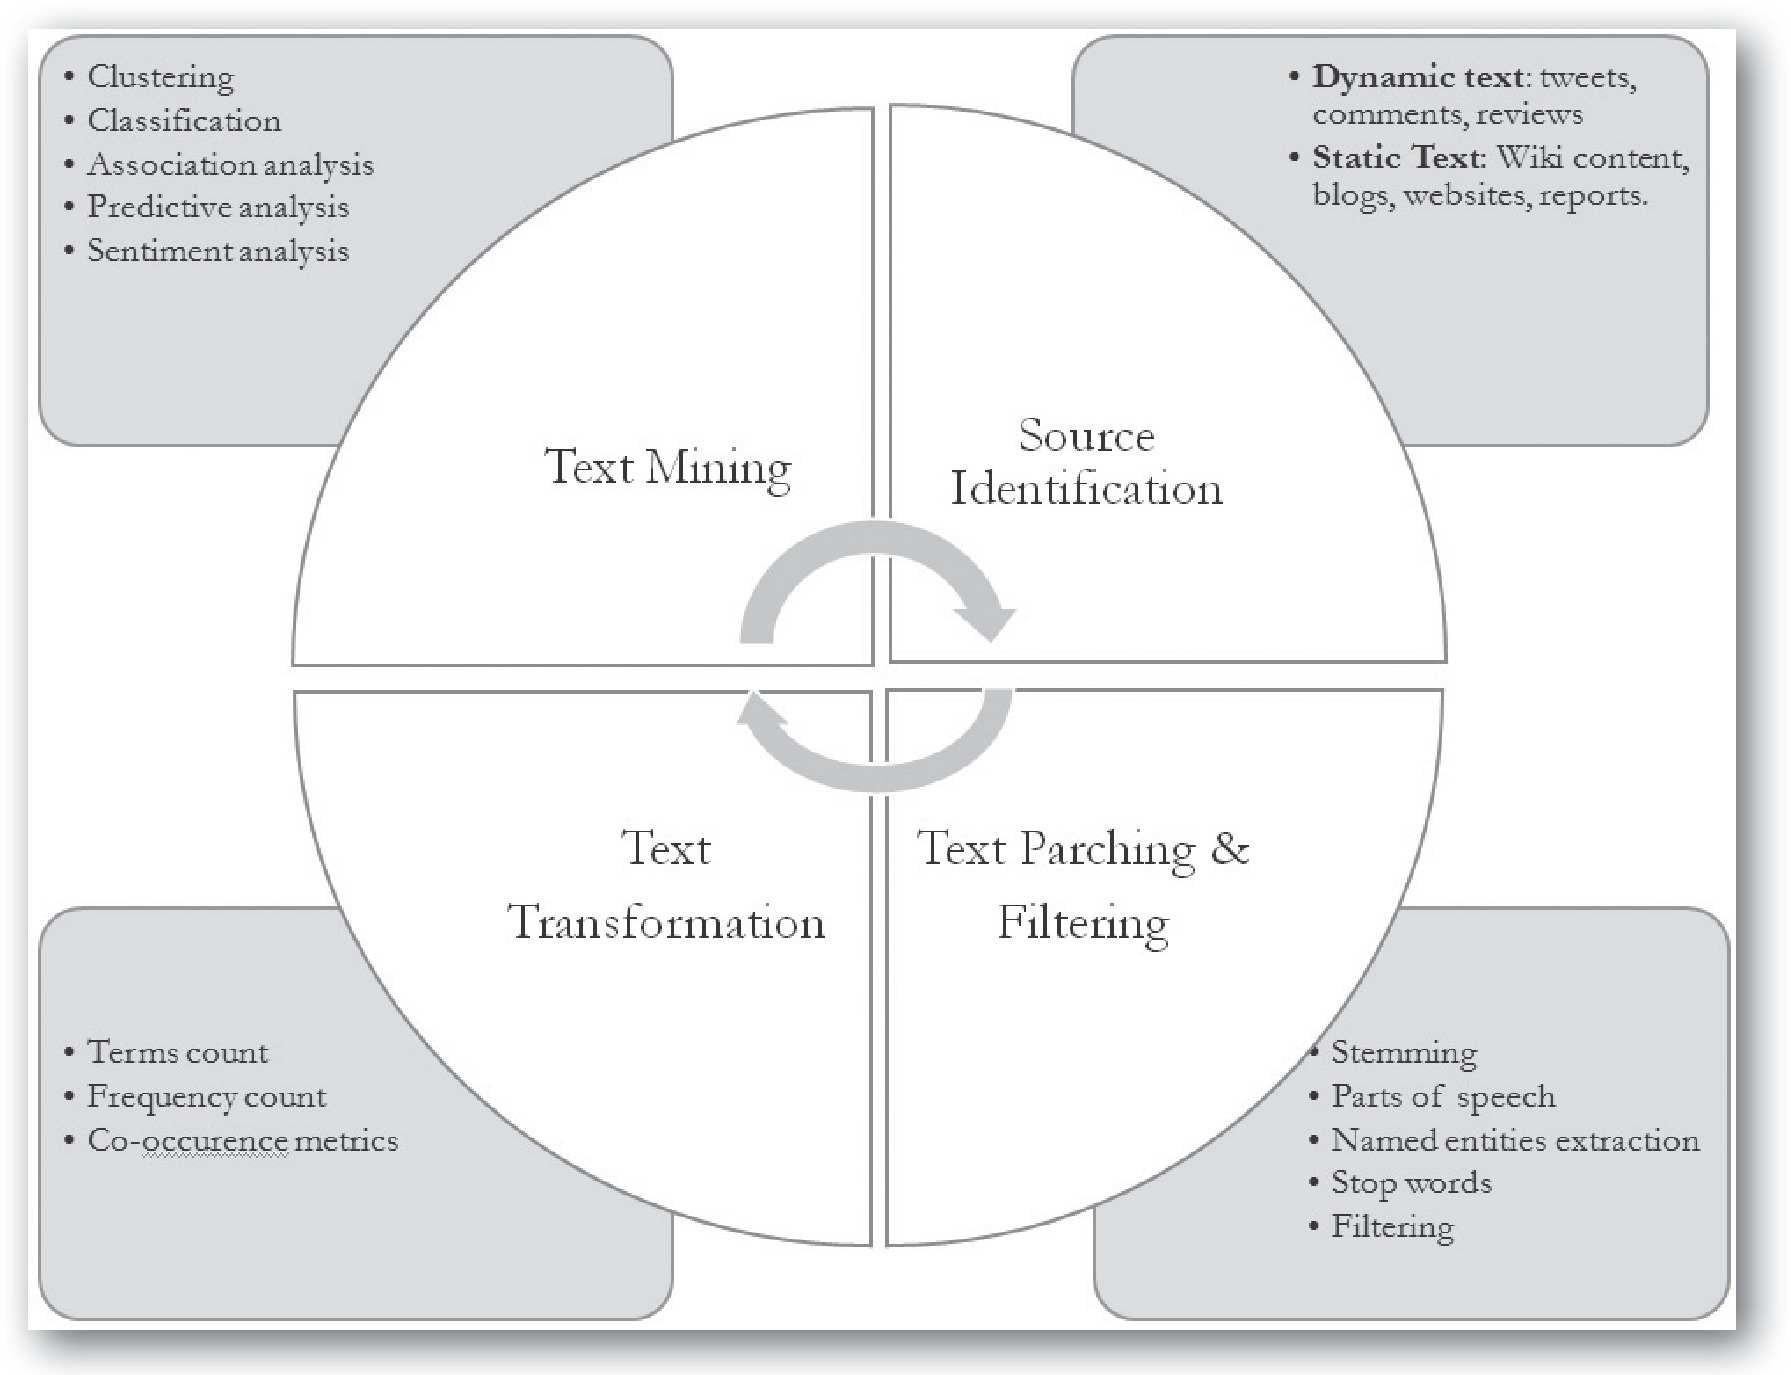 • Clustering
• Classification
• Association analysis
• Predictive analysis
• Sentiment analysis
• Dynamic text: tweets,
comments, reviews
• Static Text: Wiki content,
blogs, websites, reports.
Text Mining
Source
Identification
Text
Transformation
Text Parching &
Filtering
• Terms count
• Frequency count
• Co-occurence metrics
• Stemming
• Parts of speech
• Named entities extraction
• Stop words
• Filtering